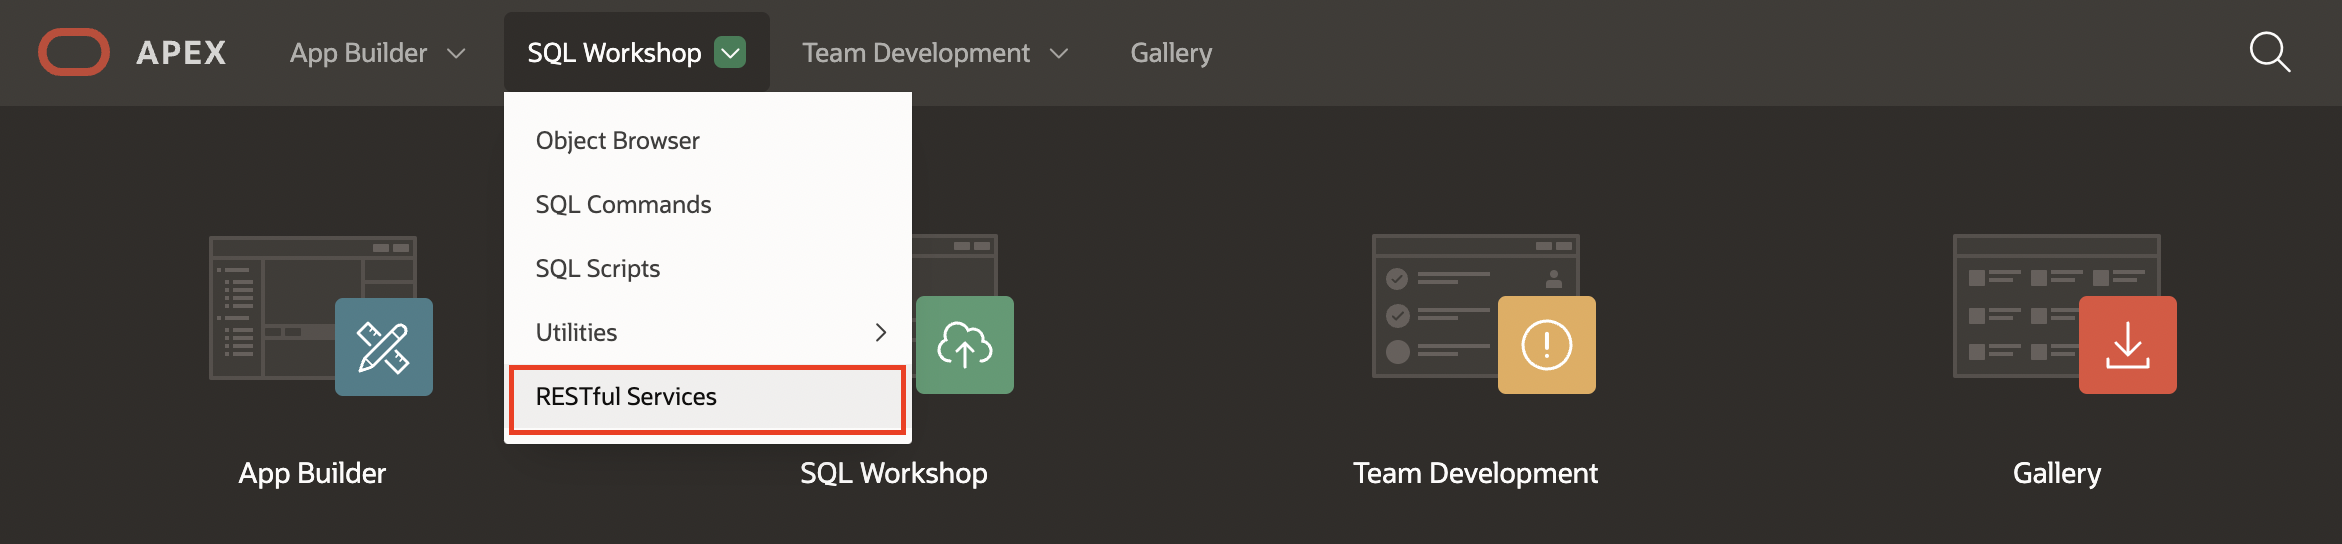 APEX App Builder SQL Workshop Team Development Gallery
Object Browser
SQL Commands
SQL Scripts
Utilities
RESTful Services
App Builder SQL Workshop Team Development Gallery